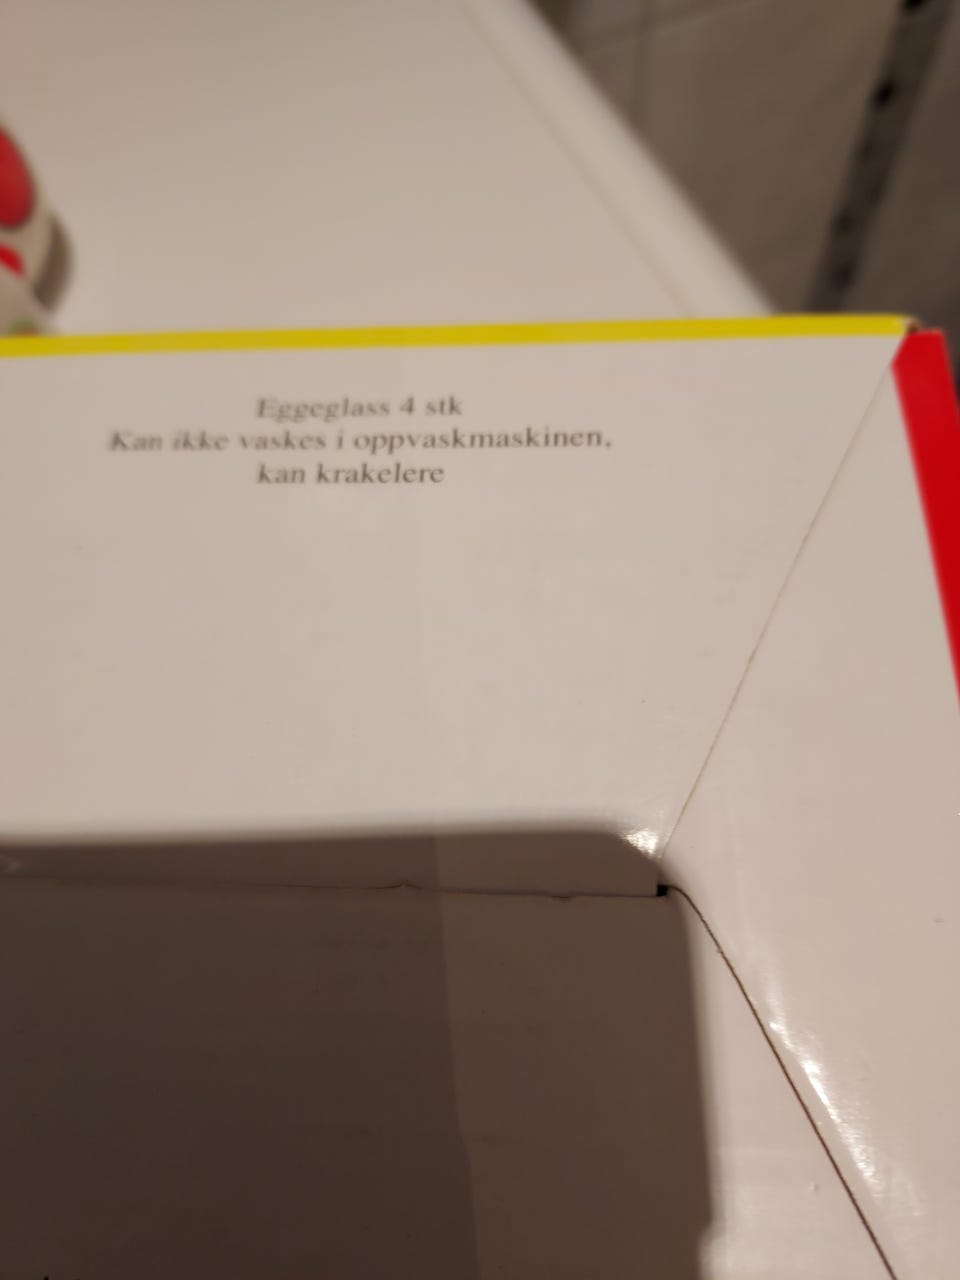 Eggeglass 4 stk
Kan ikke vaskes i oppvaskmaskinen,
kan krakelere